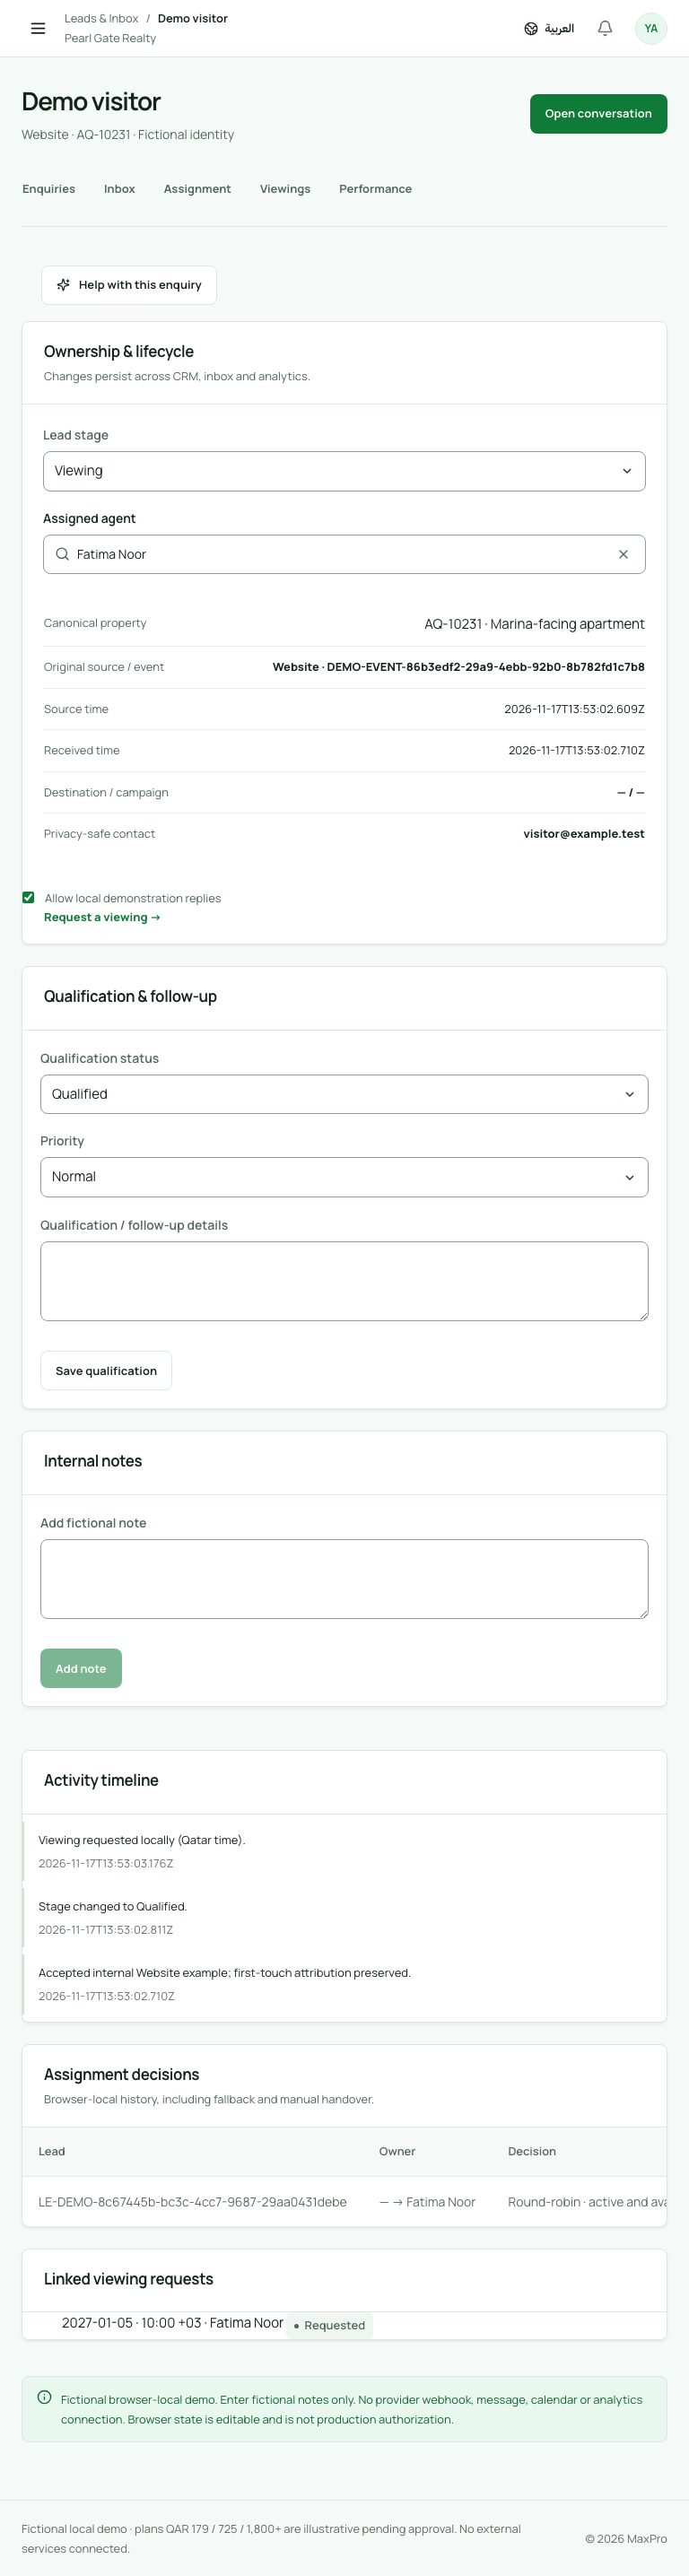 Leads & Inbox / Demo visitor
Pearl Gate Realty
العربية
YA
Demo visitor
Website · AQ-10231 · Fictional identity
Open conversation
Enquiries Inbox Assignment Viewings Performance
Help with this enquiry
Ownership & lifecycle
Changes persist across CRM, inbox and analytics.
Lead stage
Viewing
Assigned agent
Fatima Noor
Canonical property AQ-10231 · Marina-facing apartment
Original source / event Website · DEMO-EVENT-86b3edf2-29a9-4ebb-92b0-8b782fd1c7b8
Source time 2026-11-17T13:53:02.609Z
Received time 2026-11-17T13:53:02.710Z
Destination / campaign — / —
Privacy-safe contact visitor@example.test
Allow local demonstration replies
Request a viewing →
Qualification & follow-up
Qualification status
Qualified
Priority
Normal
Qualification / follow-up details
Save qualification
Internal notes
Add fictional note
Add note
Activity timeline
Viewing requested locally (Qatar time).
2026-11-17T13:53:03.176Z
Stage changed to Qualified.
2026-11-17T13:53:02.811Z
Accepted internal Website example; first-touch attribution preserved.
2026-11-17T13:53:02.710Z
Assignment decisions
Browser-local history, including fallback and manual handover.
Lead Owner Decision
LE-DEMO-8c67445b-bc3c-4cc7-9687-29aa0431debe — → Fatima Noor Round-robin · active and ava
Linked viewing requests
2027-01-05 · 10:00 +03 · Fatima Noor Requested
Fictional browser-local demo. Enter fictional notes only. No provider webhook, message, calendar or analytics
connection. Browser state is editable and is not production authorization.
Fictional local demo · plans QAR 179 / 725 / 1,800+ are illustrative pending approval. No external
services connected.
© 2026 MaxPro